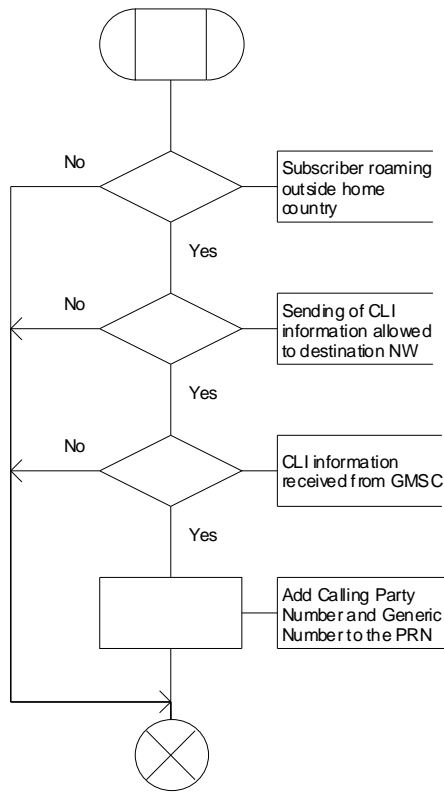 No
Subscriber roaming
outside home
country
Yes
No
Sending of CLI
information allowed
to destination NW
Yes
No
CLI information
received from GMSC
Yes
Add Calling Party
Number and Generic
Number to the PRN